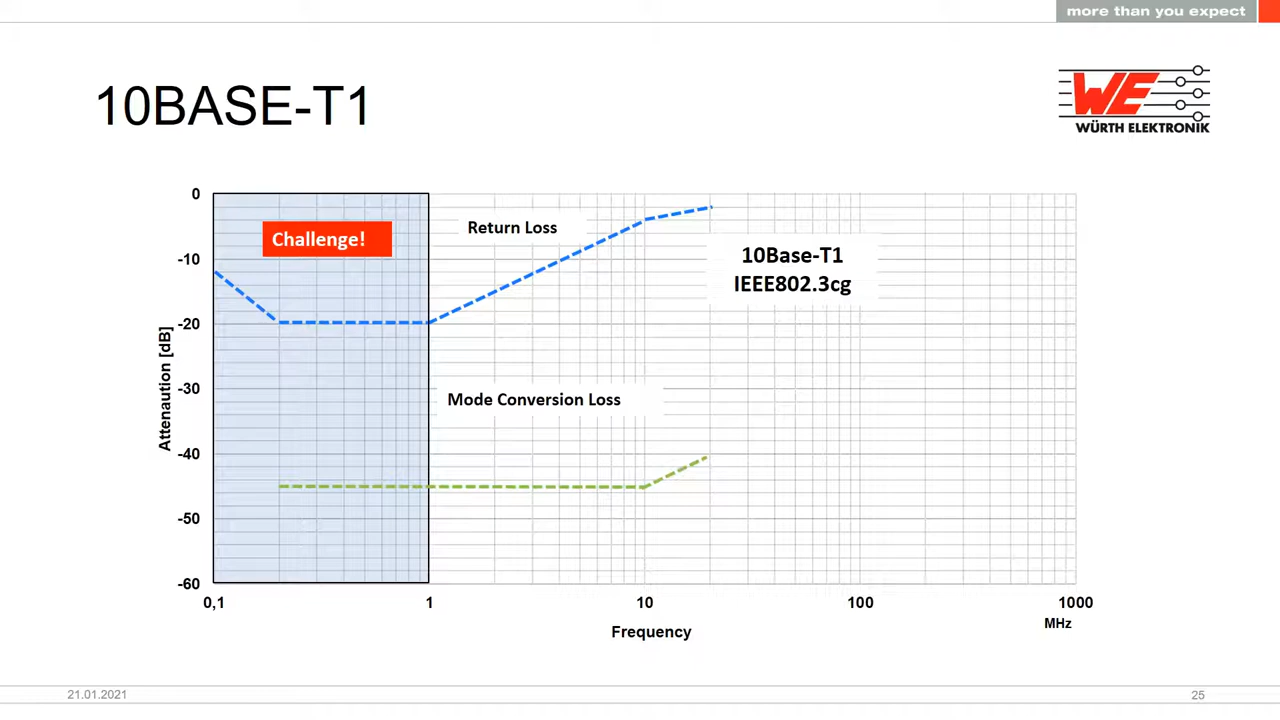 more than you expect
10BASE-T1
WE
WÜRTH ELEKTRONIK
0
-10
-20
-30
-40
-50
-60
Attenaution [dB]
Challenge!
Return Loss
10Base-T1
IEEE802.3cg
Mode Conversion Loss
0,1
1
10
100
1000
MHz
Frequency
21.01.2021
25